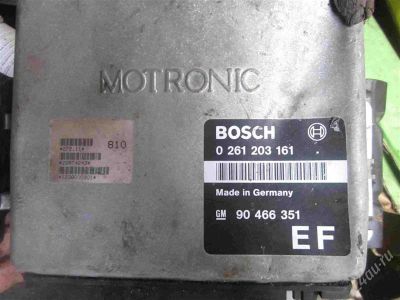 MOTRONIC
810
BOSCH
0 261 203 161
Made in Germany
GM 90 466 351
EF